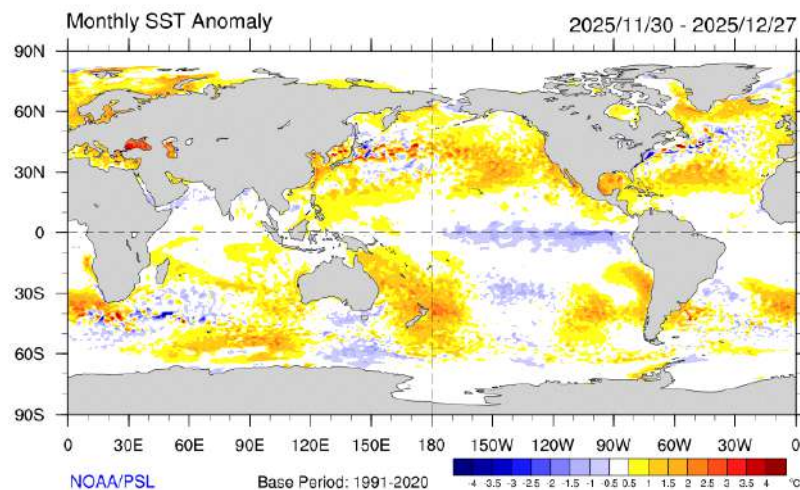 Monthly SST Anomaly 2025/11/30 - 2025/12/27
90N
60N
30N
0
30S
60S
90S
0 30E 60E 90E 120E 150E 180 150W 120W 90W 60W 30W 0
NOAA/PSL Base Period: 1991-2020
-4 -3.5 -3 -2.5 -2 -1.5 -1 -0.5 0.5 1 1.5 2 2.5 3 3.5 4 °C